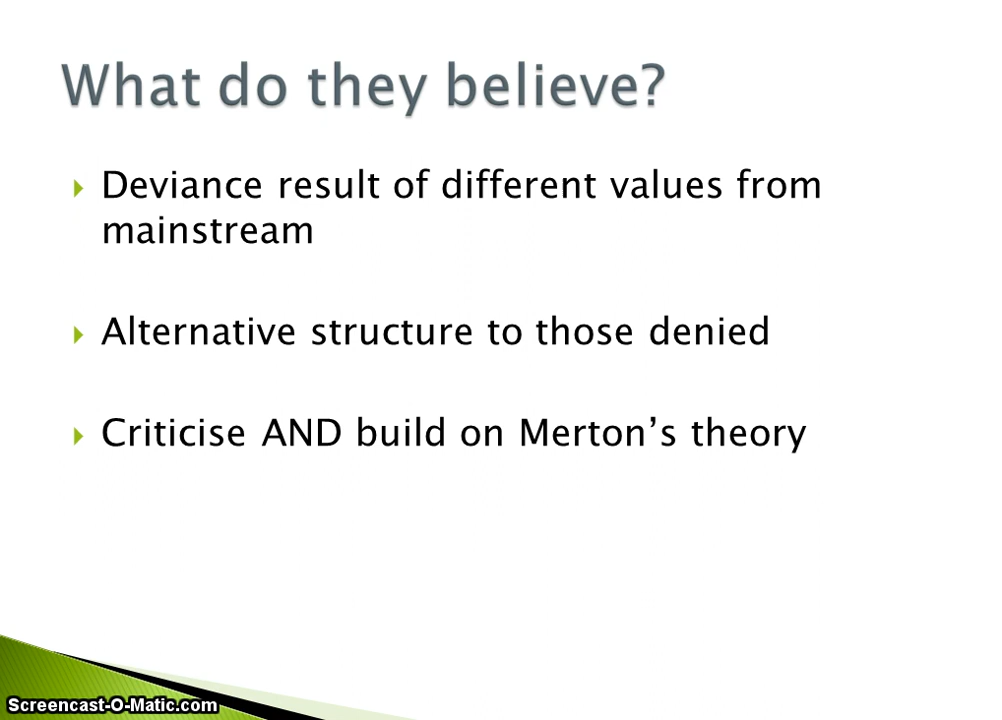 What do they believe?
Deviance result of different values from
mainstream
Alternative structure to those denied
Criticise AND build on Merton's theory
Screencast-O-Matic.com